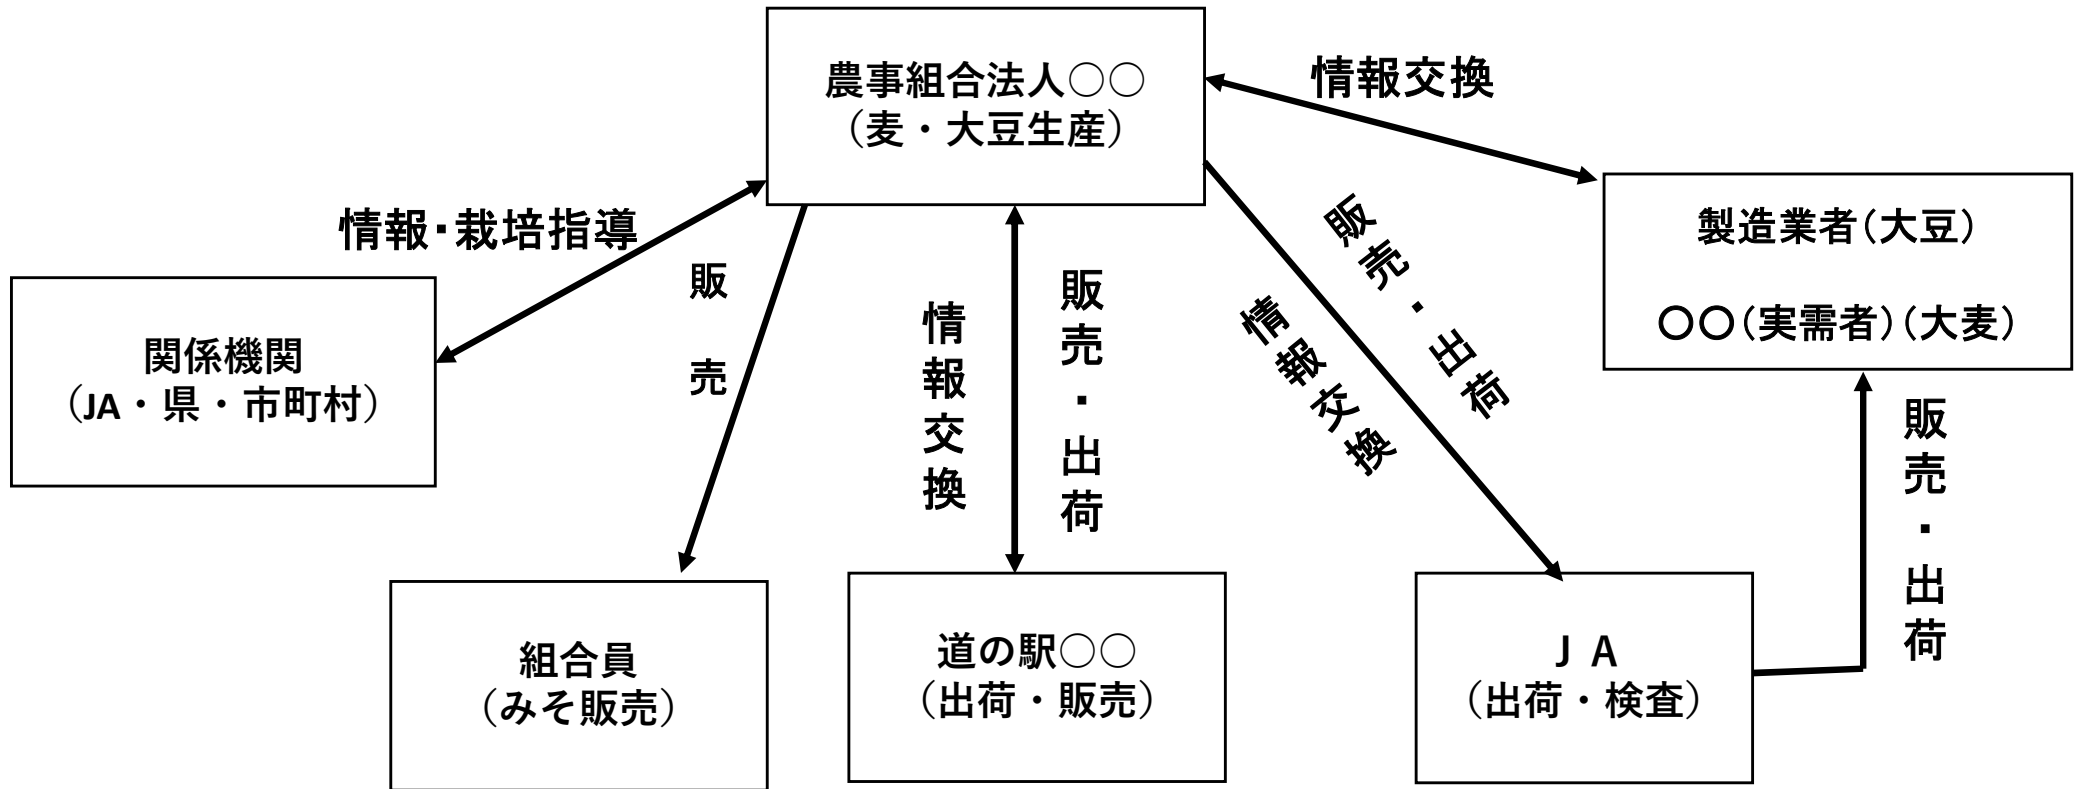 農事組合法人○○
（麦・大豆生産）
情報交換
製造業者（大豆）
○○（実需者）（大麦）
情報・栽培指導
関係機関
（JA・県・市町村）
販売
情報交換
販売・出荷
販売・出荷
情報交換
販売・出荷
組合員
（みそ販売）
道の駅○○
（出荷・販売）
ＪＡ
（出荷・検査）